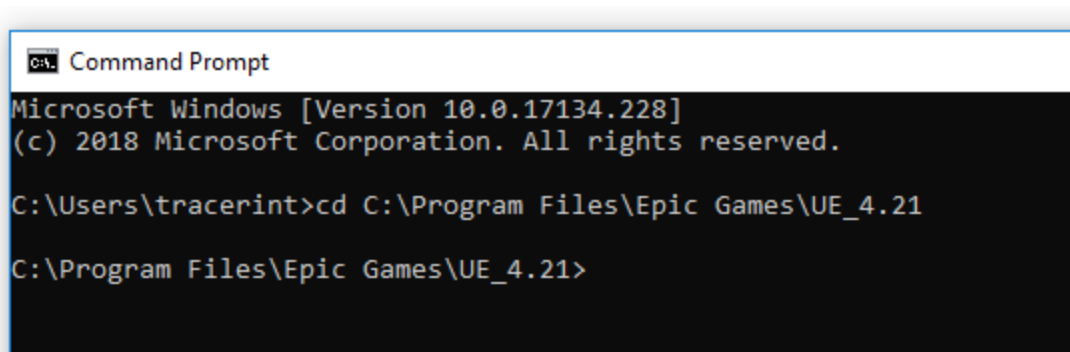 C:\. Command Prompt
Microsoft Windows [Version 10.0.17134.228]
(c) 2018 Microsoft Corporation. All rights reserved.
C:\Users\tracerint>cd C:\Program Files\Epic Games\UE_4.21
C:\Program Files\Epic Games\UE_4.21>